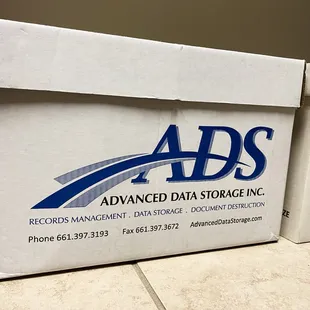 ADS
ADVANCED DATA STORAGE INC.
RECORDS MANAGEMENT . DATA STORAGE . DOCUMENT DESTRUCTION
Phone 661.397.3193 Fax 661.397.3672 AdvancedDataStorage.com
ZE